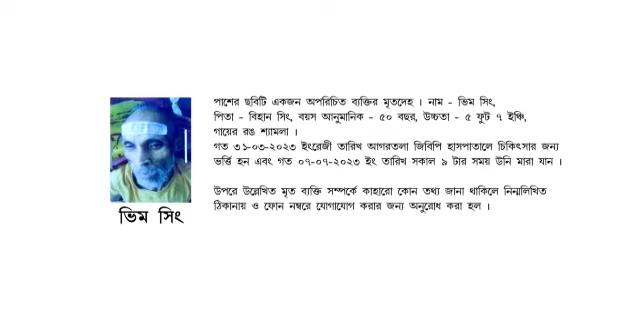 পাশের ছবিটি একজন অপরিচিত ব্যক্তির মৃতদেহ । নাম - ভিম সিং,
পিতা - বিহান সিং, বয়স আনুমানিক - ৫০ বছর, উচ্চতা - ৫ ফুট ৭ ইঞ্চি,
গায়ের রঙ শ্যামলা ।
গত ৩১-০৩-২০২৩ ইংরেজী তারিখ আগরতলা জিবিপি হাসপাতালে চিকিৎসার জন্য
ভর্ত্তি হন এবং গত ০৭-০৭-২০২৩ ইং তারিখ সকাল ৯ টার সময় উনি মারা যান ।
উপরে উল্লেখিত মৃত ব্যক্তি সম্পর্কে কাহারো কোন তথ্য জানা থাকিলে নিম্নলিখিত
ঠিকানায় ও ফোন নম্বরে যোগাযোগ করার জন্য অনুরোধ করা হল ।
ভিম সিং